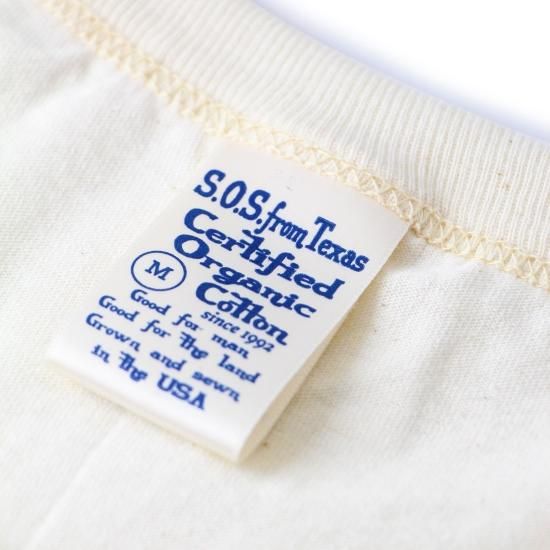 S.O.S. from Texas
Certified
Organic
M
Cotton
since 1992
Good for man
Good for the land
Grown and sewn
in the USA